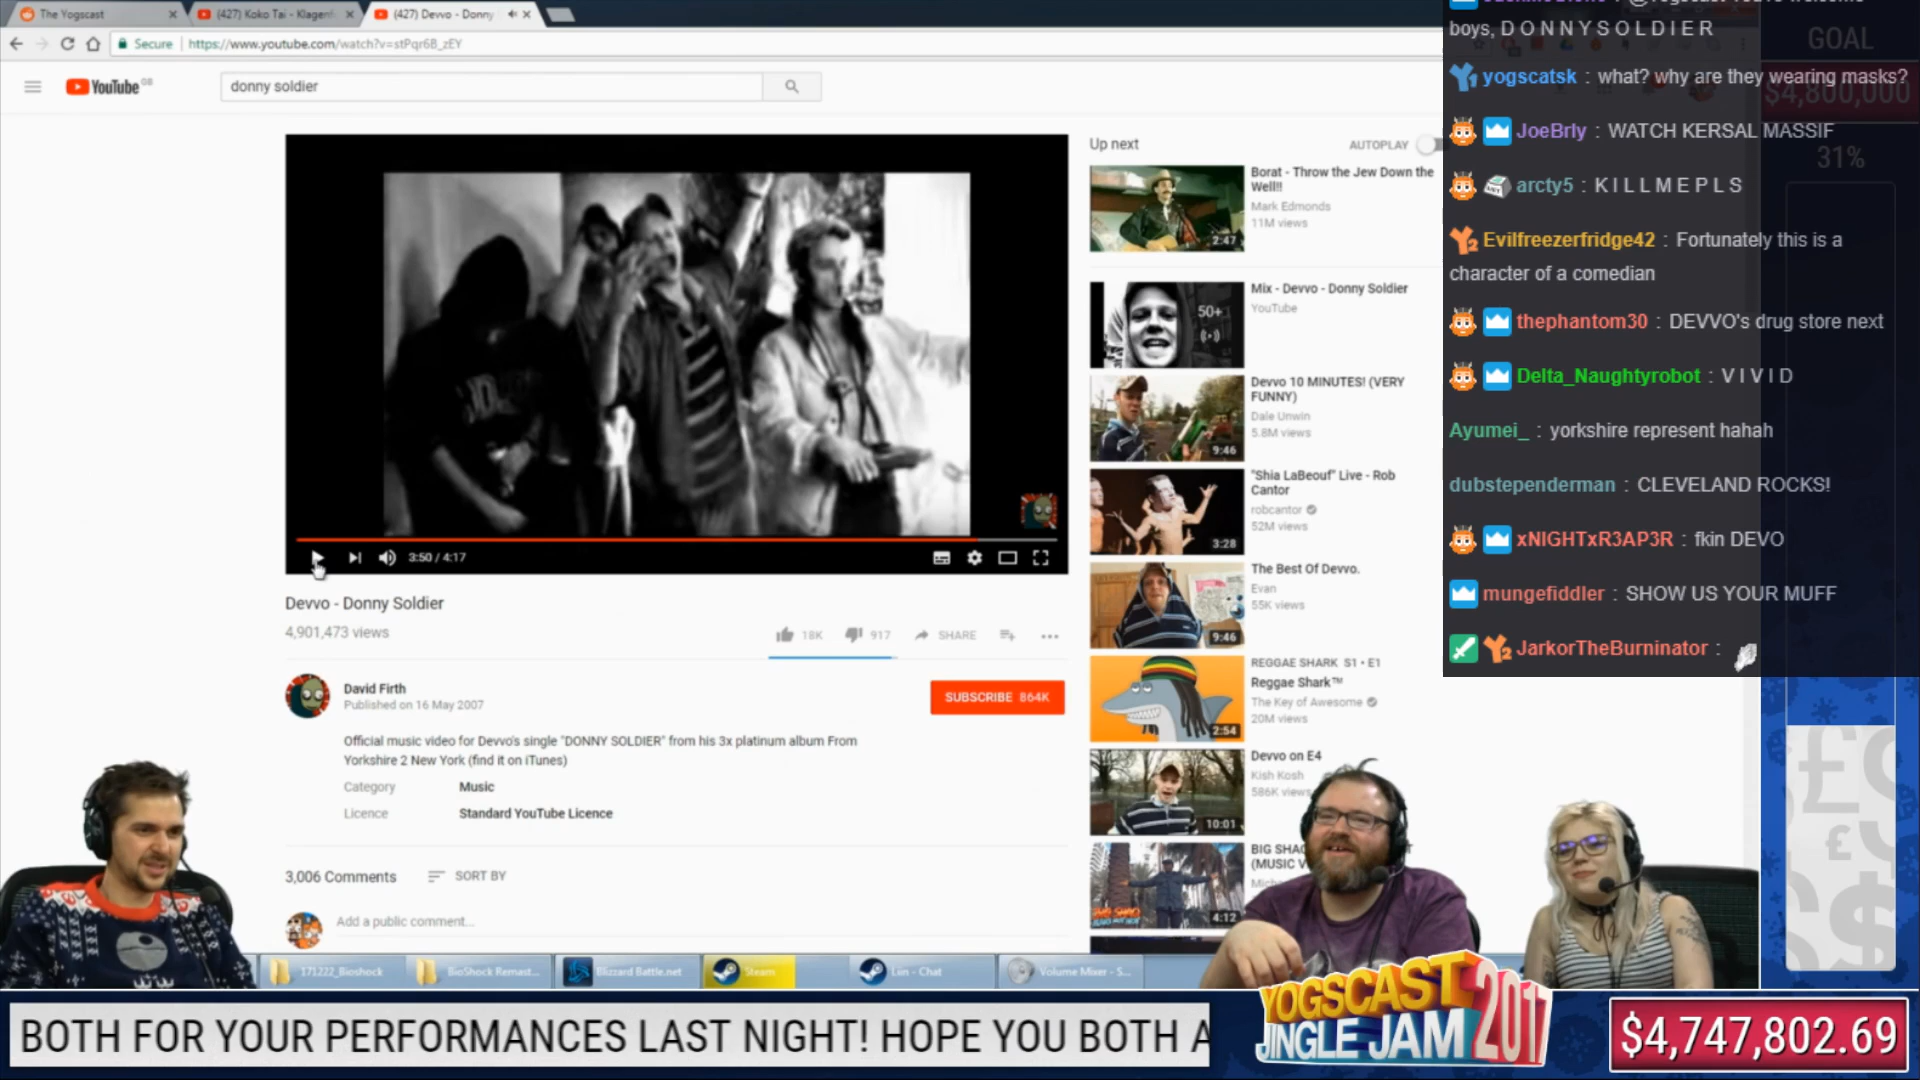 The Yogscast
(427) Koko Tai - Klagenf
(427) Devvo - Donny
Secure
https://www.youtube.com/watch?v=stPqr6B_zEY
YouTube GB
donny soldier
Up next
AUTOPLAY
Borat - Throw the Jew Down the
Well!!
Mark Edmonds
11M views
2:47
50+
Mix - Devvo - Donny Soldier
YouTube
Devvo 10 MINUTES! (VERY
FUNNY)
Dale Unwin
5.8M views
9:46
"Shia LaBeouf" Live - Rob
Cantor
robcantor
52M views
3:28
The Best Of Devvo.
Evan
55K views
9:46
REGGAE SHARK S1 • E1
Reggae Shark™
The Key of Awesome
20M views
2:54
Devvo on E4
Kish Kosh
586K views
10:01
BIG SHA
(MUSIC V
Micha
4:12
3:50 / 4:17
Devvo - Donny Soldier
4,901,473 views
18K
917
SHARE
David Firth
Published on 16 May 2007
SUBSCRIBE 864K
Official music video for Devvo's single "DONNY SOLDIER" from his 3x platinum album From
Yorkshire 2 New York (find it on iTunes)
Category Music
Licence Standard YouTube Licence
3,006 Comments
SORT BY
Add a public comment...
boys, D O N N Y S O L D I E R
yogscatsk : what? why are they wearing masks?
JoeBrly : WATCH KERSAL MASSIF
arcty5 : K I L L M E P L S
Evilfreezerfridge42 : Fortunately this is a
character of a comedian
thephantom30 : DEVVO's drug store next
Delta_Naughtyrobot : V I V I D
Ayumei_ : yorkshire represent hahah
dubstependerman : CLEVELAND ROCKS!
xNIGHTxR3AP3R : fkin DEVO
mungefiddler : SHOW US YOUR MUFF
JarkorTheBurninator :
GOAL
$4,800,000
31%
171222_Bioshock
BioShock Remast...
Blizzard Battle.net
Steam
Liin - Chat
Volume Mixer - S...
BOTH FOR YOUR PERFORMANCES LAST NIGHT! HOPE YOU BOTH A
YOGSCAST
JINGLE JAM 2017
$4,747,802.69